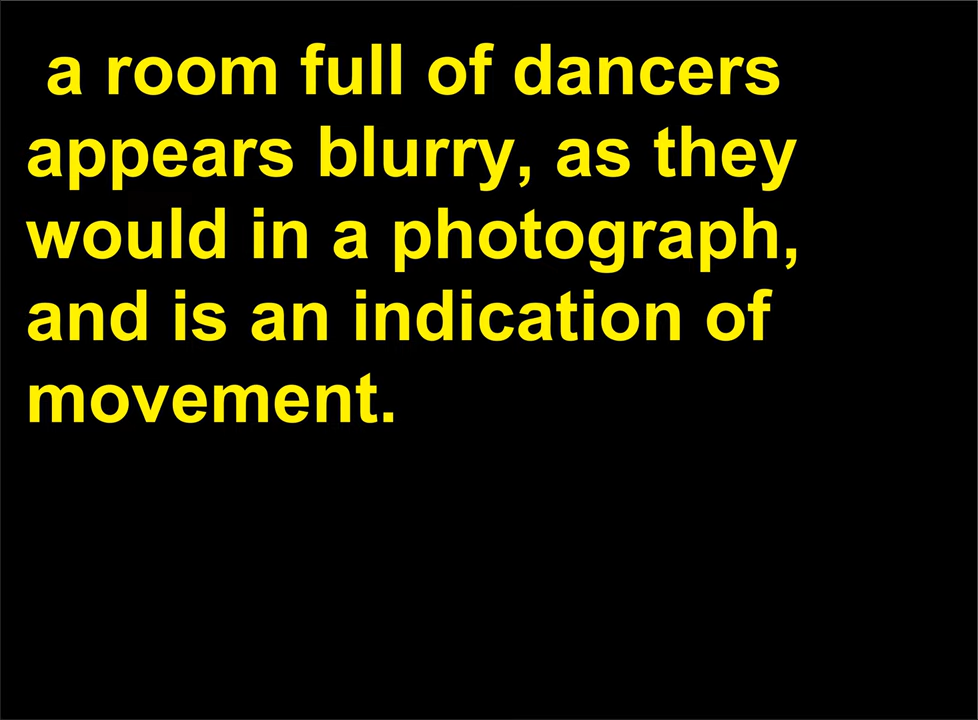 a room full of dancers
appears blurry, as they
would in a photograph,
and is an indication of
movement.